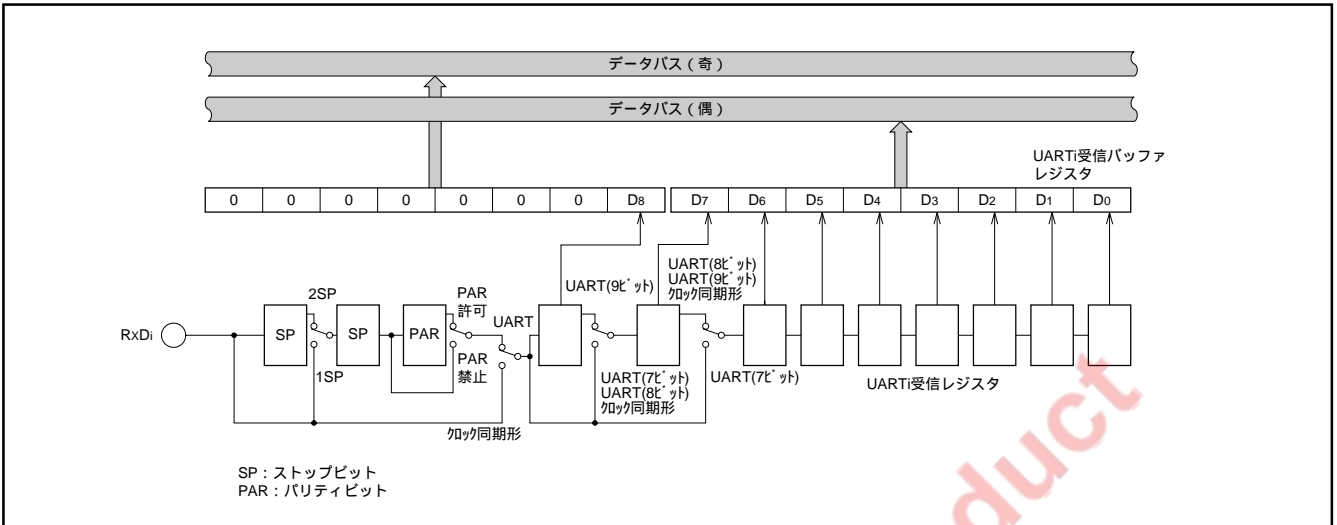 データバス ( 奇 )
データバス ( 偶 )
UARTi受信バッファ
レジスタ
0 0 0 0 0 0 0 D8 D7 D6 D5 D4 D3 D2 D1 D0
UART(9ﾋﾞｯﾄ)
UART(8ﾋﾞｯﾄ)
UART(9ﾋﾞｯﾄ)
ｸﾛｯｸ同期形
2SP
PAR
許可
UART
RxDi
SP
SP
PAR
1SP
PAR
禁止
UART(7ﾋﾞｯﾄ)
UART(8ﾋﾞｯﾄ)
ｸﾛｯｸ同期形
UART(7ﾋﾞｯﾄ)
UARTi受信レジスタ
ｸﾛｯｸ同期形
SP : ストップビット
PAR : パリティビット
duct